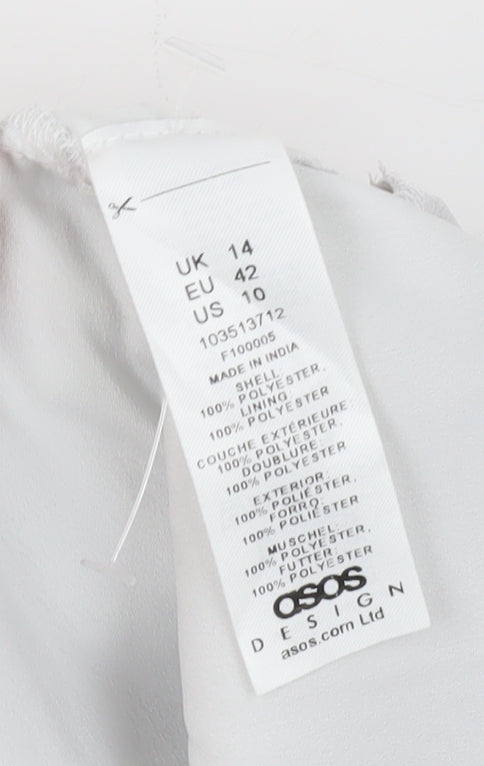 UK 14
EU 42
US 10
103513712
F100005
MADE IN INDIA
SHELL:
100% POLYESTER.
LINING:
100% POLYESTER
COUCHE EXTÉRIEURE:
100% POLYESTER.
DOUBLURE:
100% POLYESTER
EXTERIOR:
100% POLIÉSTER.
FORRO:
100% POLIÉSTER
MUSCHEL:
100% POLYESTER.
FUTTER:
100% POLYESTER
asos
DESIGN
asos.com Ltd